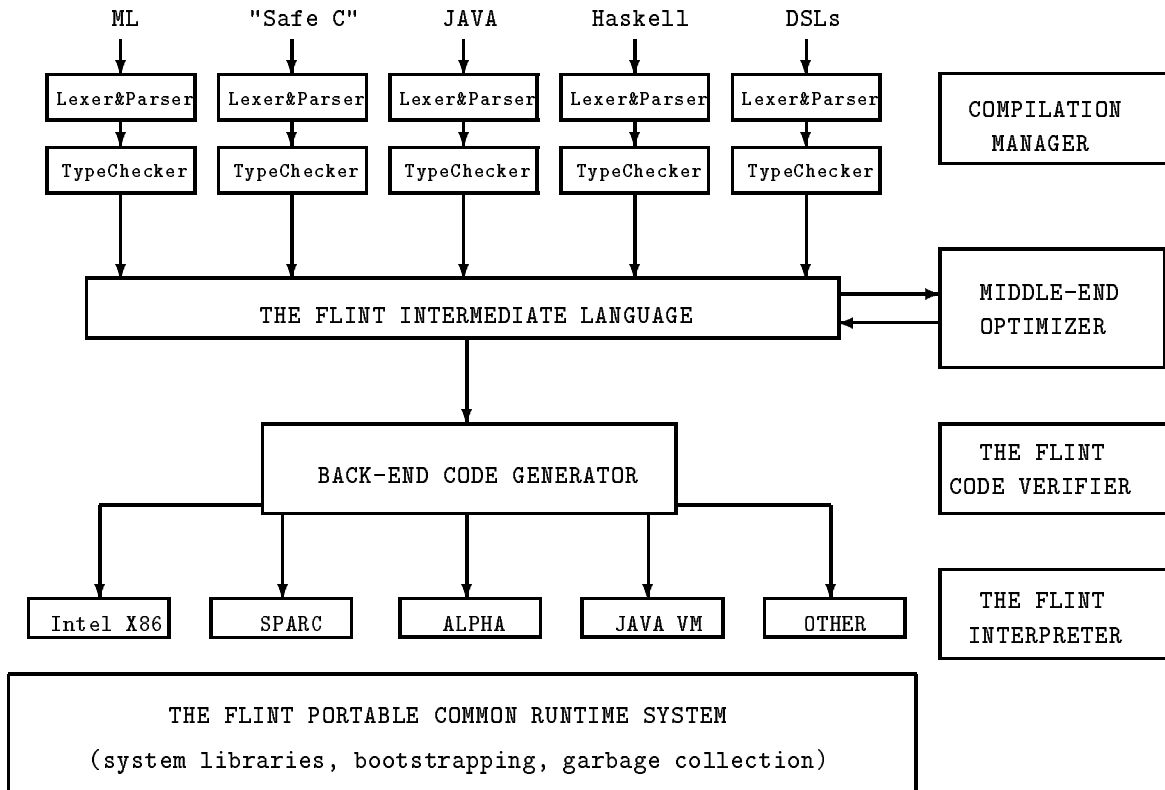 ML "Safe C" JAVA Haskell DSLs
Lexer&Parser Lexer&Parser Lexer&Parser Lexer&Parser Lexer&Parser
TypeChecker TypeChecker TypeChecker TypeChecker TypeChecker
COMPILATION
MANAGER
THE FLINT INTERMEDIATE LANGUAGE
MIDDLE-END
OPTIMIZER
BACK-END CODE GENERATOR
THE FLINT
CODE VERIFIER
Intel X86 SPARC ALPHA JAVA VM OTHER
THE FLINT
INTERPRETER
THE FLINT PORTABLE COMMON RUNTIME SYSTEM
(system libraries, bootstrapping, garbage collection)